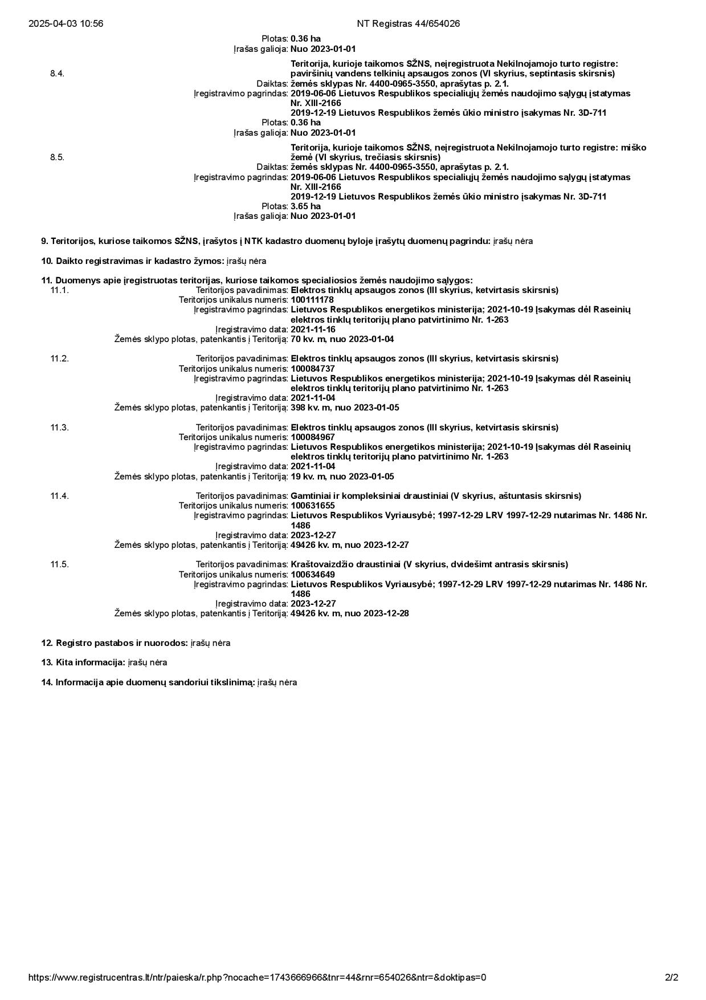 2025-04-03 10:56 NT Registras 44/654026
Plotas: 0.36 ha
Įrašas galioja: Nuo 2023-01-01
Teritorija, kurioje taikomos SŽNS, neįregistruota Nekilnojamojo turto registre:
8.4. paviršinių vandens telkinių apsaugos zonos (VI skyrius, septintasis skirsnis)
Daiktas: žemės sklypas Nr. 4400-0965-3550, aprašytas p. 2.1.
Įregistravimo pagrindas: 2019-06-06 Lietuvos Respublikos specialiųjų žemės naudojimo sąlygų įstatymas
Nr. XIII-2166
2019-12-19 Lietuvos Respublikos žemės ūkio ministro įsakymas Nr. 3D-711
Plotas: 0.36 ha
Įrašas galioja: Nuo 2023-01-01
Teritorija, kurioje taikomos SŽNS, neįregistruota Nekilnojamojo turto registre: miško
8.5. žemė (VI skyrius, trečiasis skirsnis)
Daiktas: žemės sklypas Nr. 4400-0965-3550, aprašytas p. 2.1.
Įregistravimo pagrindas: 2019-06-06 Lietuvos Respublikos specialiųjų žemės naudojimo sąlygų įstatymas
Nr. XIII-2166
2019-12-19 Lietuvos Respublikos žemės ūkio ministro įsakymas Nr. 3D-711
Plotas: 3.65 ha
Įrašas galioja: Nuo 2023-01-01
9. Teritorijos, kuriose taikomos SŽNS, įrašytos į NTK kadastro duomenų byloje įrašytų duomenų pagrindu: įrašų nėra
10. Daikto registravimas ir kadastro žymos: įrašų nėra
11. Duomenys apie įregistruotas teritorijas, kuriose taikomos specialiosios žemės naudojimo sąlygos:
11.1. Teritorijos pavadinimas: Elektros tinklų apsaugos zonos (III skyrius, ketvirtasis skirsnis)
Teritorijos unikalus numeris: 100111178
Įregistravimo pagrindas: Lietuvos Respublikos energetikos ministerija; 2021-10-19 Įsakymas dėl Raseinių
elektros tinklų teritorijų plano patvirtinimo Nr. 1-263
Įregistravimo data: 2021-11-16
Žemės sklypo plotas, patenkantis į Teritoriją: 70 kv. m, nuo 2023-01-04
11.2. Teritorijos pavadinimas: Elektros tinklų apsaugos zonos (III skyrius, ketvirtasis skirsnis)
Teritorijos unikalus numeris: 100084737
Įregistravimo pagrindas: Lietuvos Respublikos energetikos ministerija; 2021-10-19 Įsakymas dėl Raseinių
elektros tinklų teritorijų plano patvirtinimo Nr. 1-263
Įregistravimo data: 2021-11-04
Žemės sklypo plotas, patenkantis į Teritoriją: 398 kv. m, nuo 2023-01-05
11.3. Teritorijos pavadinimas: Elektros tinklų apsaugos zonos (III skyrius, ketvirtasis skirsnis)
Teritorijos unikalus numeris: 100084967
Įregistravimo pagrindas: Lietuvos Respublikos energetikos ministerija; 2021-10-19 Įsakymas dėl Raseinių
elektros tinklų teritorijų plano patvirtinimo Nr. 1-263
Įregistravimo data: 2021-11-04
Žemės sklypo plotas, patenkantis į Teritoriją: 19 kv. m, nuo 2023-01-05
11.4. Teritorijos pavadinimas: Gamtiniai ir kompleksiniai draustiniai (V skyrius, aštuntasis skirsnis)
Teritorijos unikalus numeris: 100631655
Įregistravimo pagrindas: Lietuvos Respublikos Vyriausybė; 1997-12-29 LRV 1997-12-29 nutarimas Nr. 1486 Nr.
1486
Įregistravimo data: 2023-12-27
Žemės sklypo plotas, patenkantis į Teritoriją: 49426 kv. m, nuo 2023-12-27
11.5. Teritorijos pavadinimas: Kraštovaizdžio draustiniai (V skyrius, dvidešimt antrasis skirsnis)
Teritorijos unikalus numeris: 100634649
Įregistravimo pagrindas: Lietuvos Respublikos Vyriausybė; 1997-12-29 LRV 1997-12-29 nutarimas Nr. 1486 Nr.
1486
Įregistravimo data: 2023-12-27
Žemės sklypo plotas, patenkantis į Teritoriją: 49426 kv. m, nuo 2023-12-28
12. Registro pastabos ir nuorodos: įrašų nėra
13. Kita informacija: įrašų nėra
14. Informacija apie duomenų sandoriui tikslinimą: įrašų nėra
https://www.registrucentras.lt/ntr/paieska/r.php?nocache=1743666966&tnr=44&rnr=654026&ntr=&doktipas=0 2/2